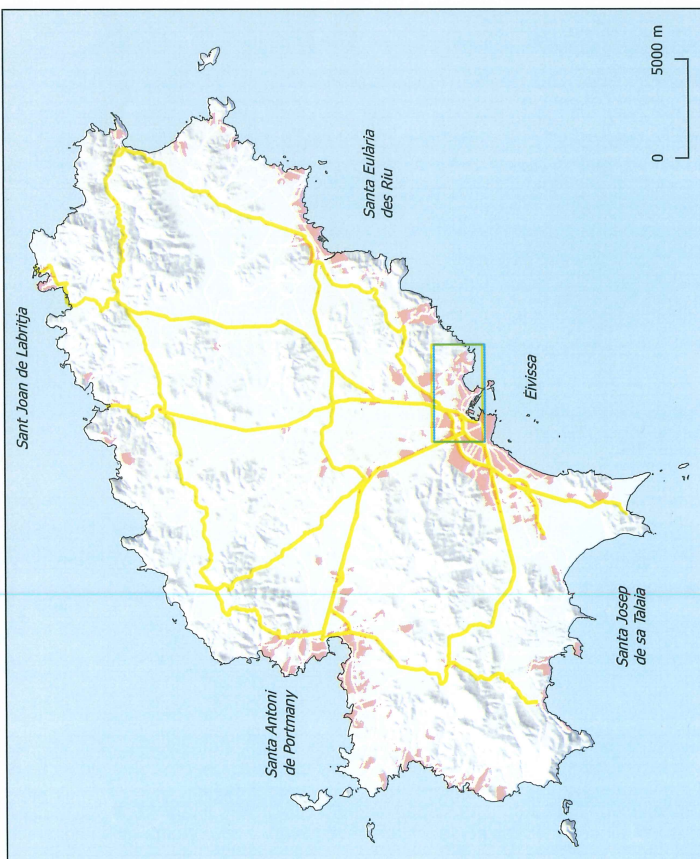 Sant Joan de Labritja
Santa Eulària
des Riu
Eivissa
Santa Antoni
de Portmany
Santa Josep
de sa Talaia
0 5000 m